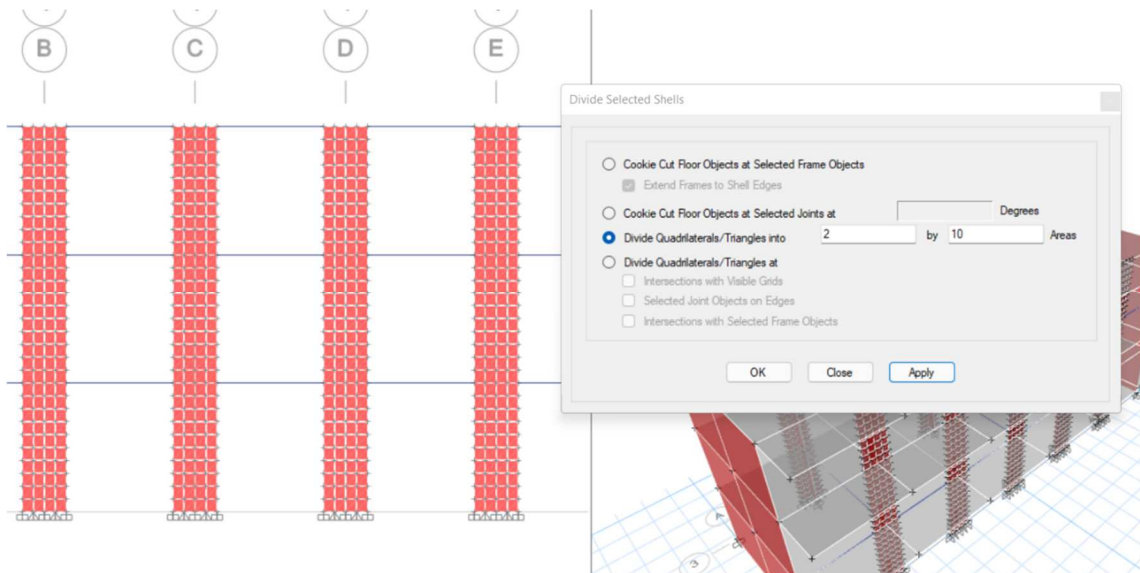 B
C
D
E
Divide Selected Shells
Cookie Cut Floor Objects at Selected Frame Objects
Extend Frames to Shell Edges
Cookie Cut Floor Objects at Selected Joints at Degrees
Divide Quadrilaterals/Triangles into 2 by 10 Areas
Divide Quadrilaterals/Triangles at
Intersections with Visible Grids
Selected Joint Objects on Edges
Intersections with Selected Frame Objects
OK Close Apply
3